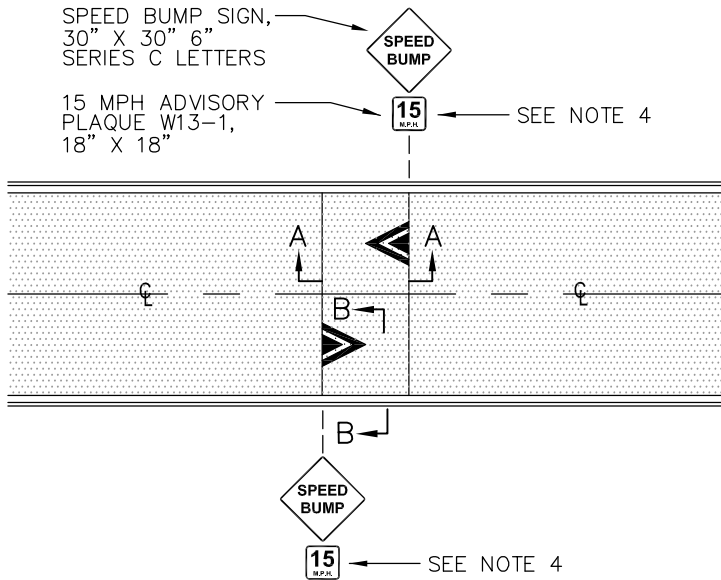 SPEED BUMP SIGN,
30" X 30" 6"
SERIES C LETTERS
SPEED
BUMP
15 MPH ADVISORY
PLAQUE W13-1,
18" X 18"
15
M.P.H.
SEE NOTE 4
A
A
℄
℄
B
B
SPEED
BUMP
15
M.P.H.
SEE NOTE 4